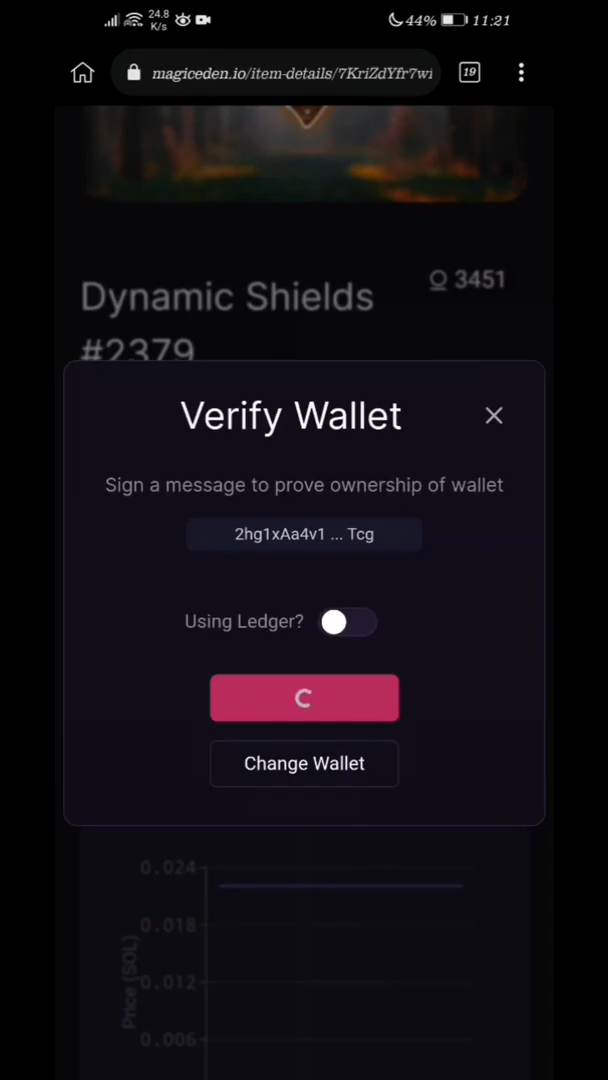 24.8
K/s
44%
11:21
magiceden.io/item-details/7KriZdYfr7wi
19
Dynamic Shields
3451
#2379
Verify Wallet
Sign a message to prove ownership of wallet
2hg1xAa4v1 ... Tcg
Using Ledger?
Change Wallet
0.024
0.018
0.012
0.006
Price (SOL)